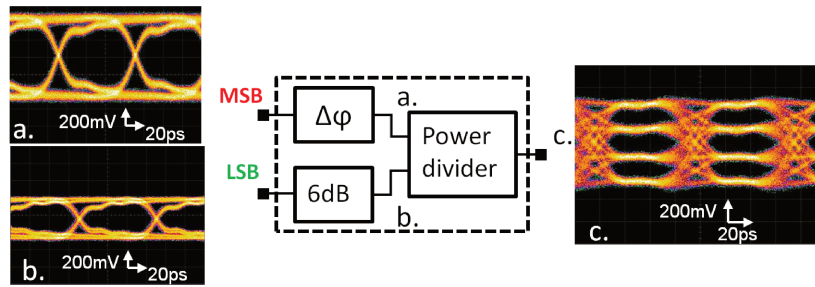 a.
200mV
20ps
b.
200mV
20ps
MSB
Δφ
a.
LSB
6dB
b.
Power
divider
c.
c.
200mV
20ps